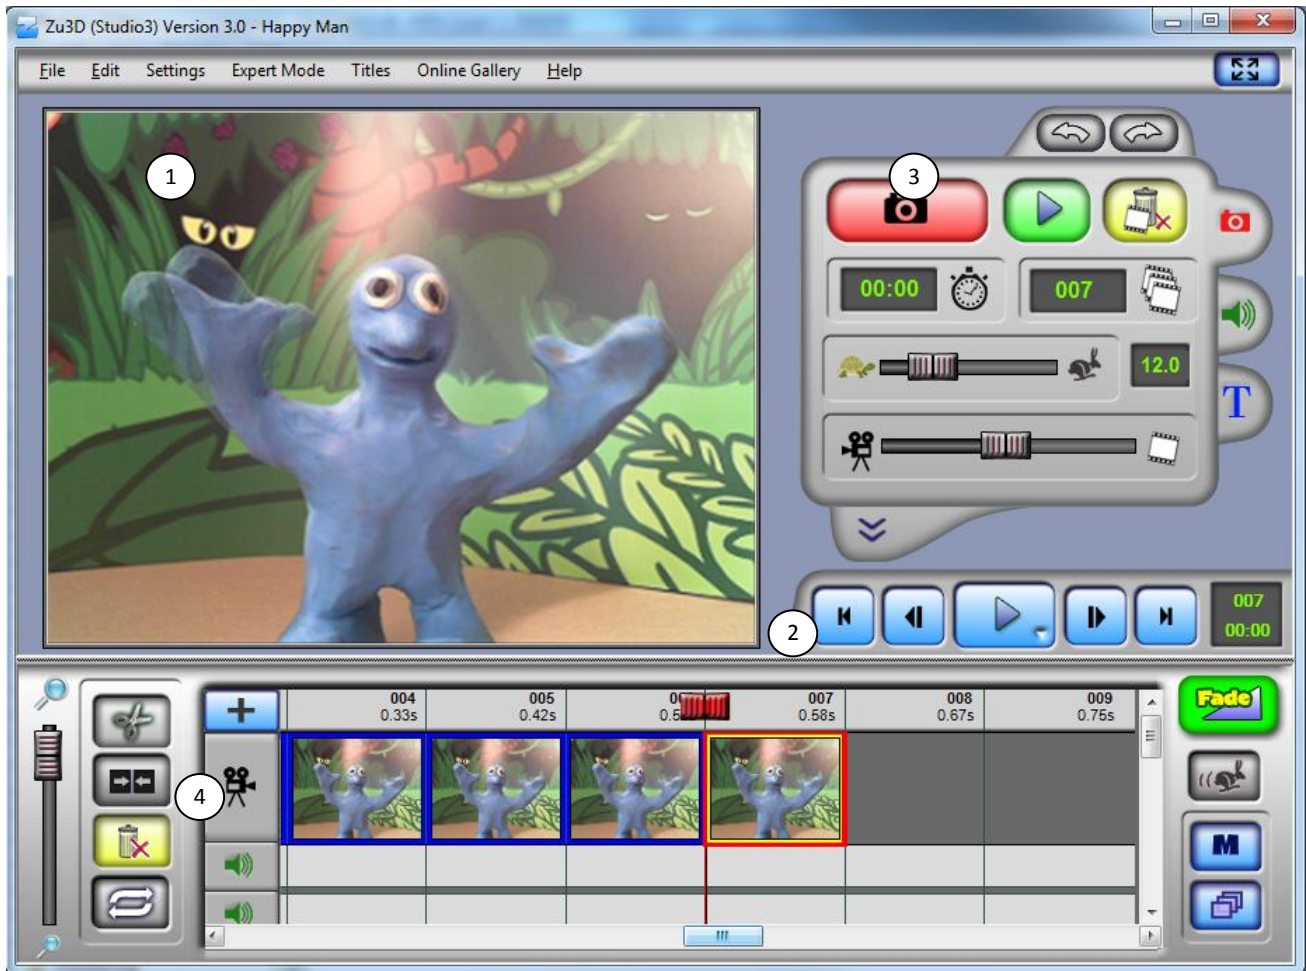 Zu3D (Studio3) Version 3.0 - Happy Man
File Edit Settings Expert Mode Titles Online Gallery Help
1
3
00:00
007
12.0
T
2
007
00:00
004 005 007 008 009
0.33s 0.42s 0.58s 0.67s 0.75s
Fade
4
M